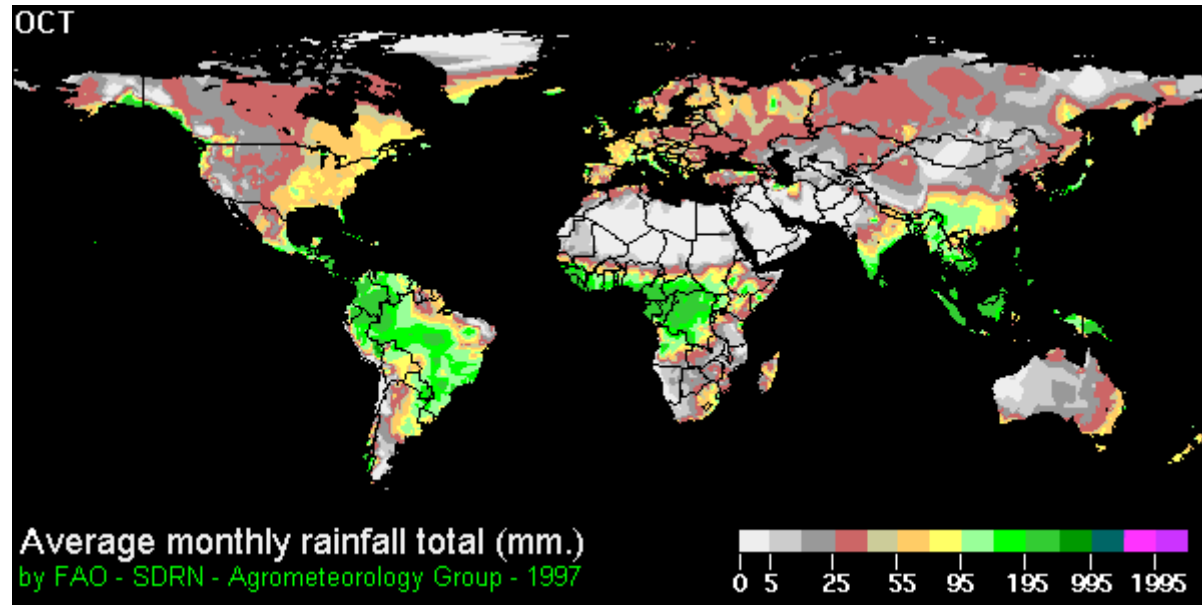 OCT
Average monthly rainfall total (mm.)
by FAO - SDRN - Agrometeorology Group - 1997
0 5 25 55 95 195 995 1995